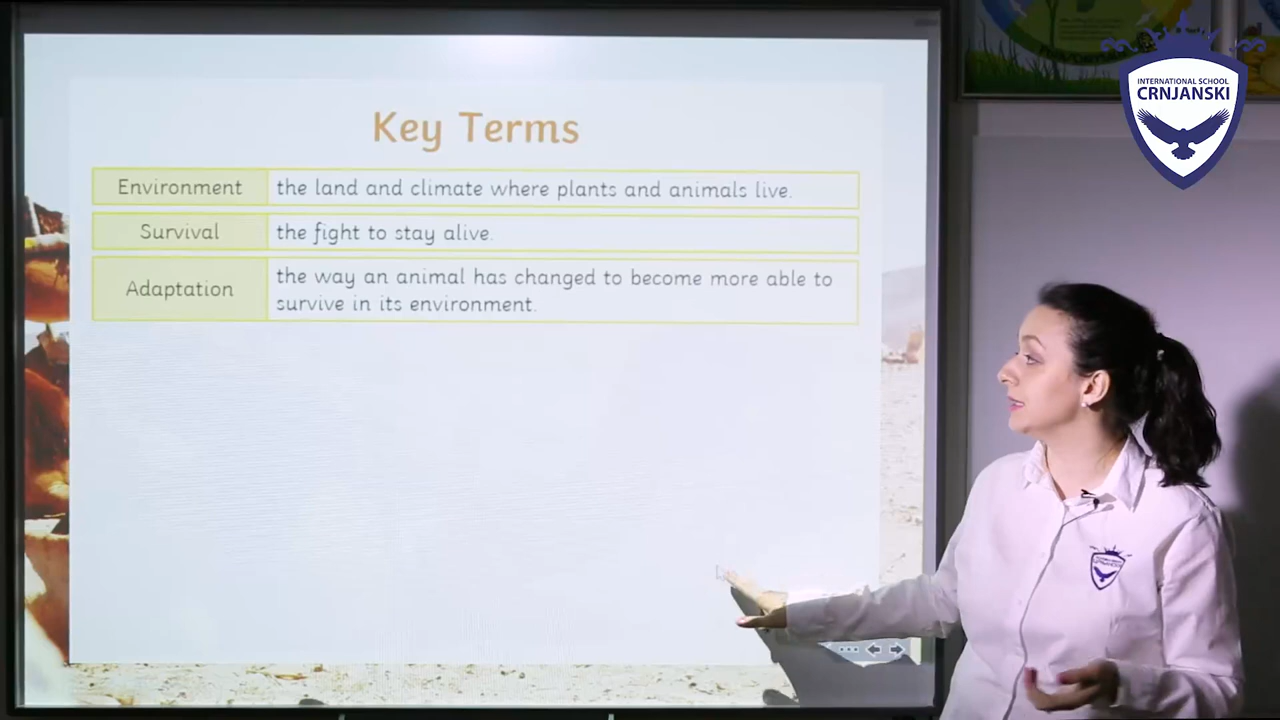 Key Terms
Environment the land and climate where plants and animals live.
Survival the fight to stay alive.
Adaptation the way an animal has changed to become more able to
survive in its environment.
INTERNATIONAL SCHOOL
CRNJANSKI